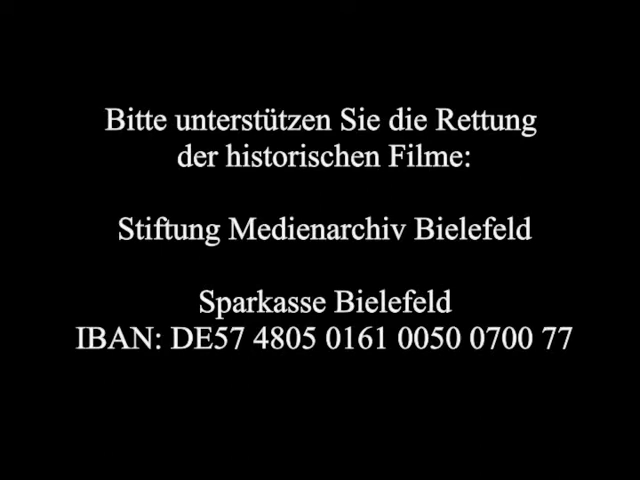 Bitte unterstützen Sie die Rettung
der historischen Filme:
Stiftung Medienarchiv Bielefeld
Sparkasse Bielefeld
IBAN: DE57 4805 0161 0050 0700 77